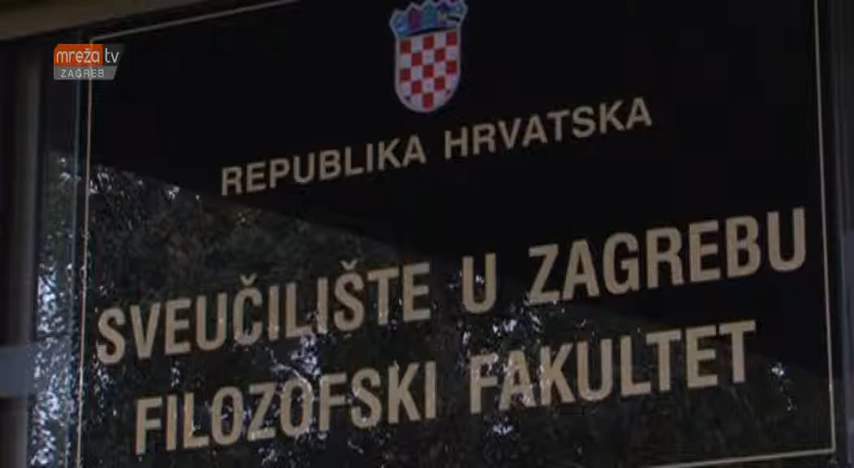 mreža tv
ZAGREB
REPUBLIKA HRVATSKA
SVEUČILIŠTE U ZAGREBU
FILOZOFSKI FAKULTET